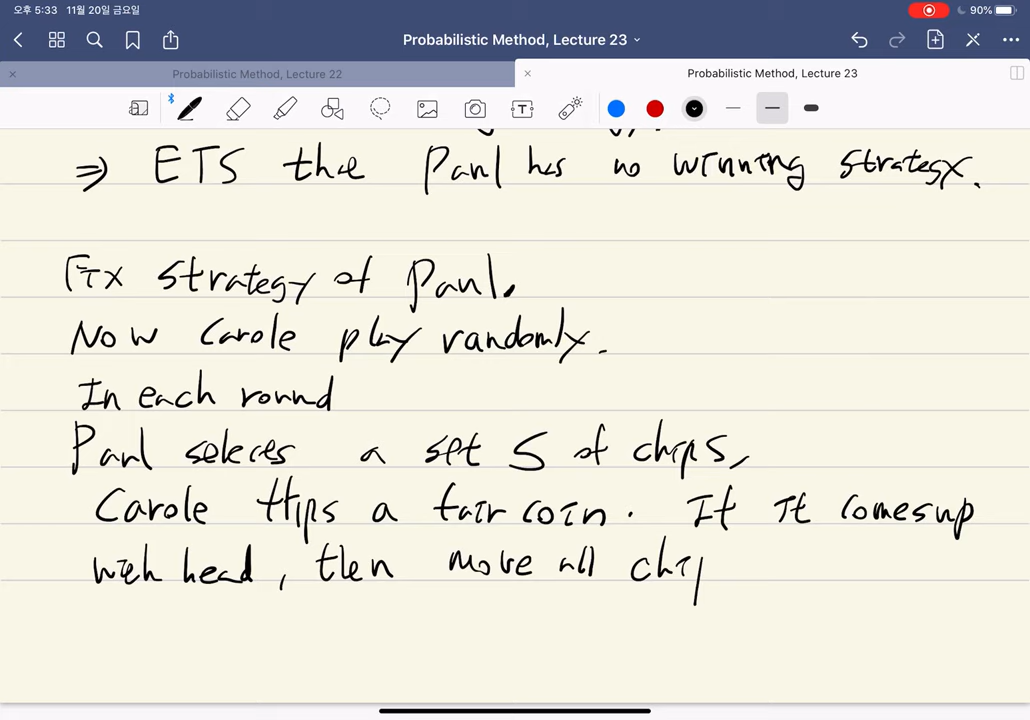 오후 5:33 11월 20일 금요일
90%
Probabilistic Method, Lecture 23
Probabilistic Method, Lecture 22
Probabilistic Method, Lecture 23
⇒ ETS that Paul has no winning strategy.
Fix strategy of Paul.
Now Carole play randomly.
In each round
Paul selects a set S of chips,
Carole flips a fair coin. If it comes up
with head, then move all chip